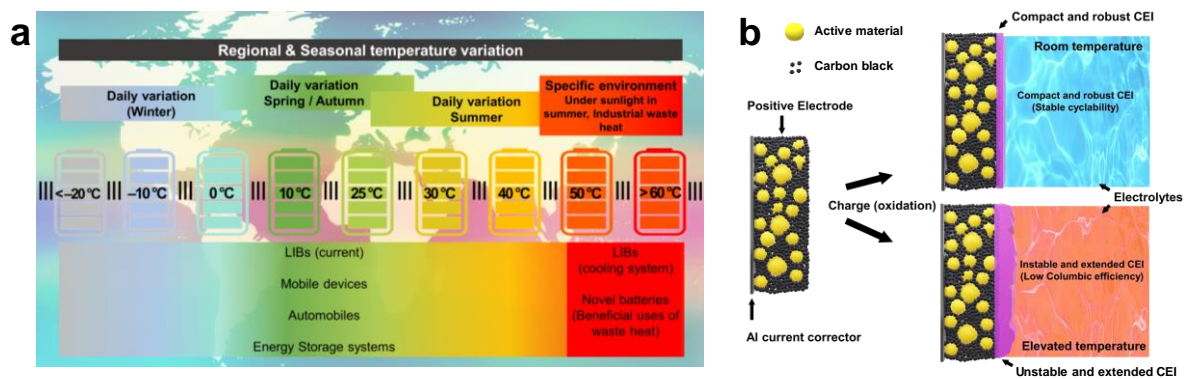 a
Regional & Seasonal temperature variation
Daily variation
(Winter)
Daily variation
Spring / Autumn
Daily variation
Summer
Specific environment
Under sunlight in
summer, Industrial waste
heat
< –20 °C
–10 °C
0 °C
10 °C
25 °C
30 °C
40 °C
50 °C
> 60 °C
LIBs (current)
Mobile devices
Automobiles
Energy Storage systems
LIBs
(cooling system)
Novel batteries
(Beneficial uses of
waste heat)
b
Active material
Carbon black
Positive Electrode
Charge (oxidation)
Al current corrector
Compact and robust CEI
Room temperature
Compact and robust CEI
(Stable cyclability)
Electrolytes
Instable and extended CEI
(Low Columbic efficiency)
Elevated temperature
Unstable and extended CEI